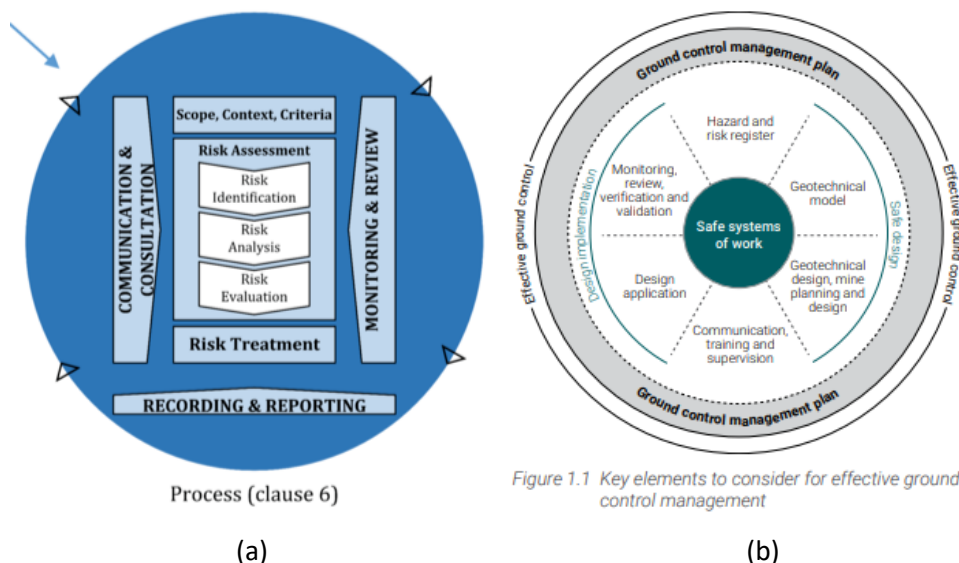 Scope, Context, Criteria
Risk Assessment
Risk
Identification
Risk
Analysis
Risk
Evaluation
Risk Treatment
COMMUNICATION &
CONSULTATION
MONITORING & REVIEW
RECORDING & REPORTING
Process (clause 6)
(a)
Ground control management plan
Effective ground control
Design implementation
Hazard and
risk register
Monitoring,
review,
verification and
validation
Geotechnical
model
Safe systems
of work
Safe design
Effective ground control
Design
application
Geotechnical
design, mine
planning and
design
Communication,
training and
supervision
Ground control management plan
Figure 1.1 Key elements to consider for effective ground
control management
(b)